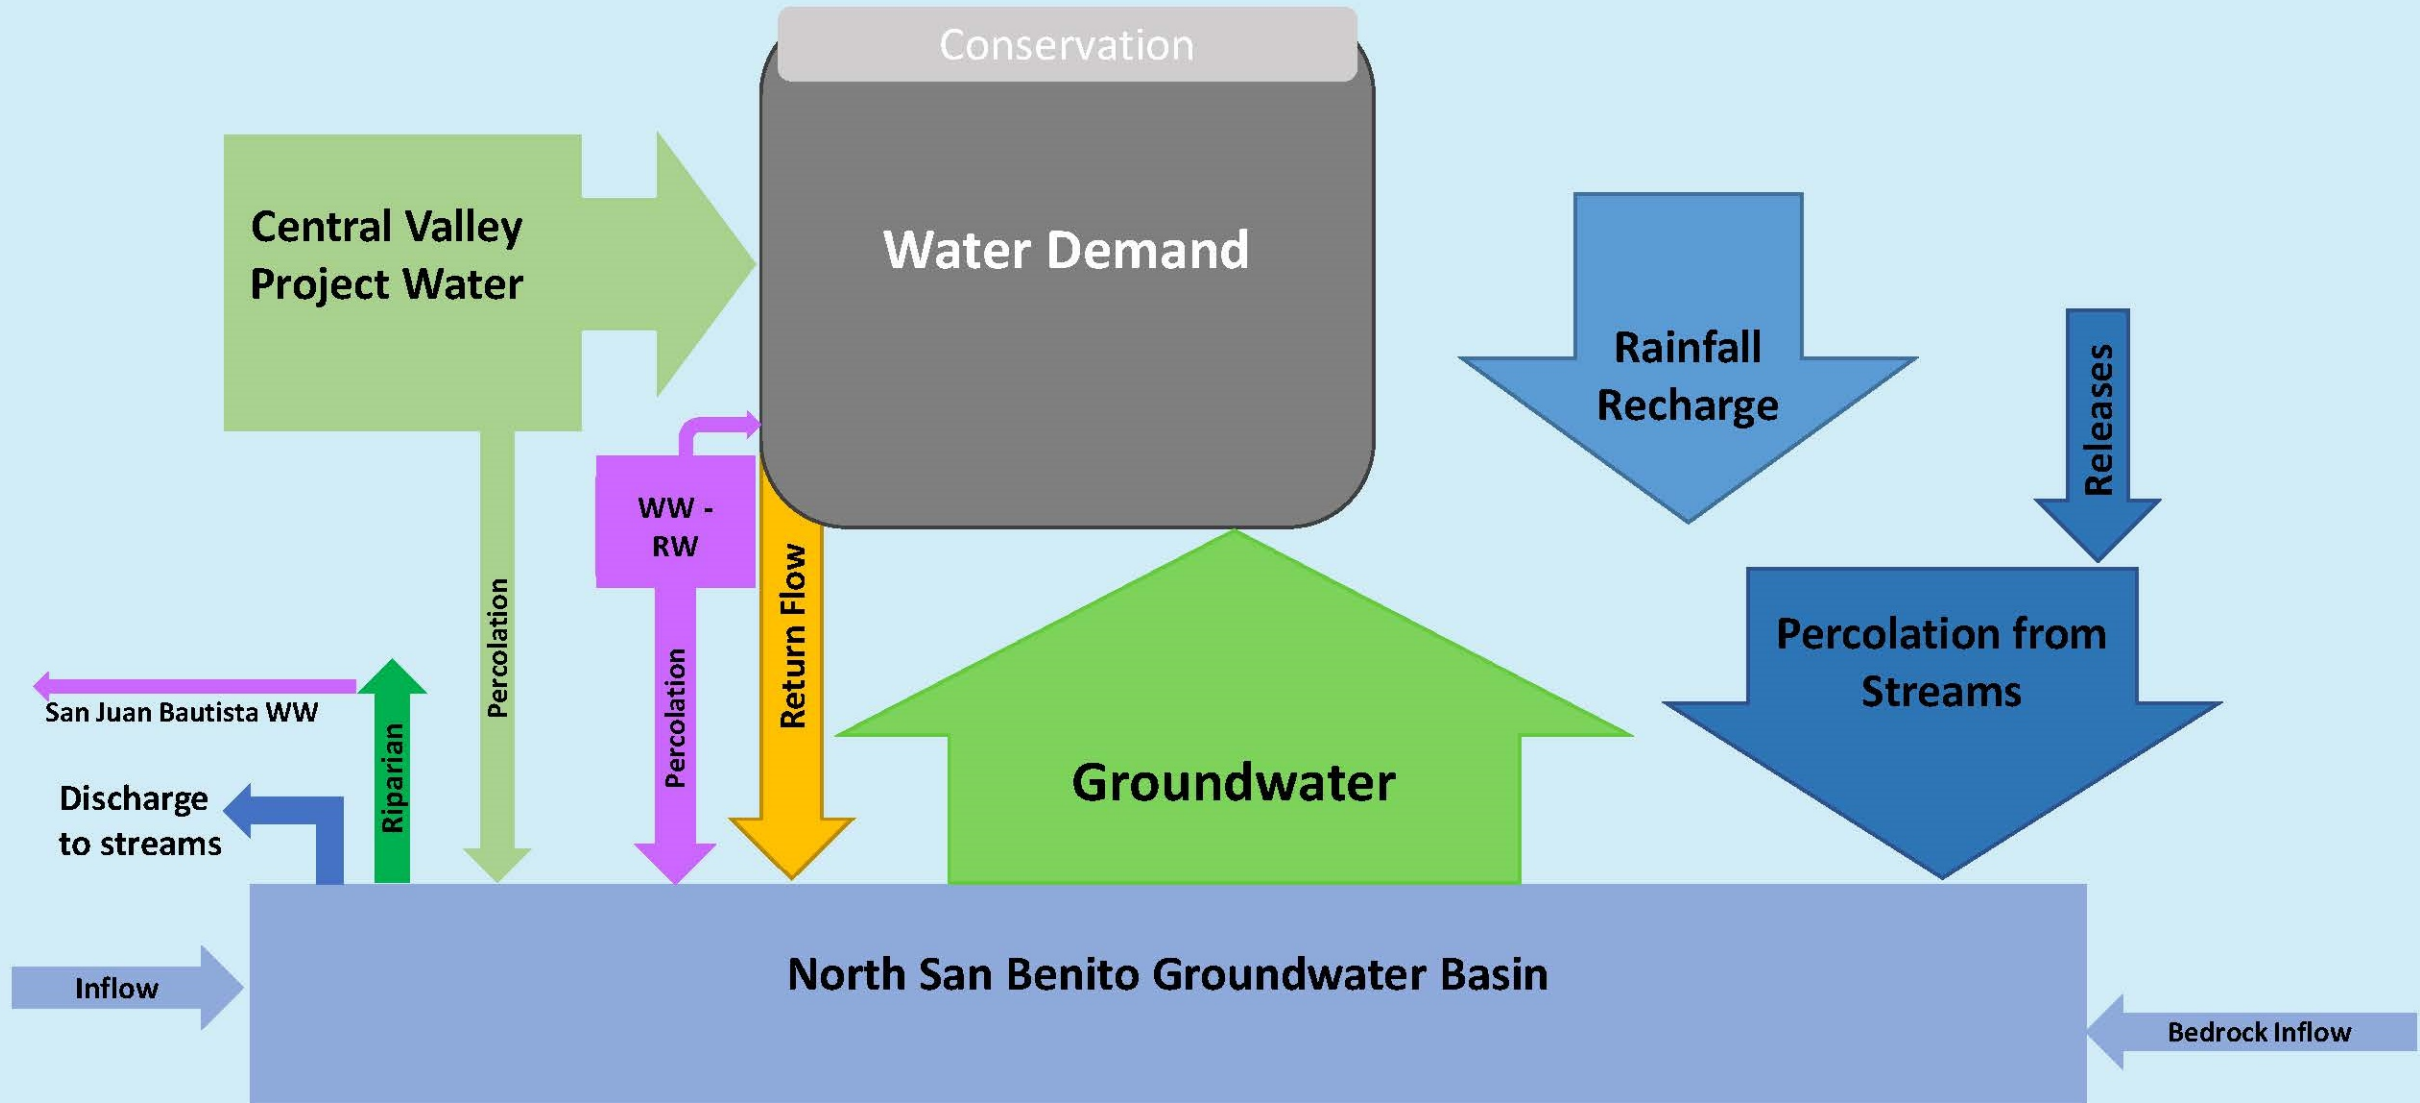 Conservation
Central Valley
Project Water
Water Demand
Rainfall
Recharge
Releases
WW -
RW
Percolation
Percolation
Return Flow
Percolation from
Streams
San Juan Bautista WW
Riparian
Discharge
to streams
Groundwater
North San Benito Groundwater Basin
Inflow
Bedrock Inflow